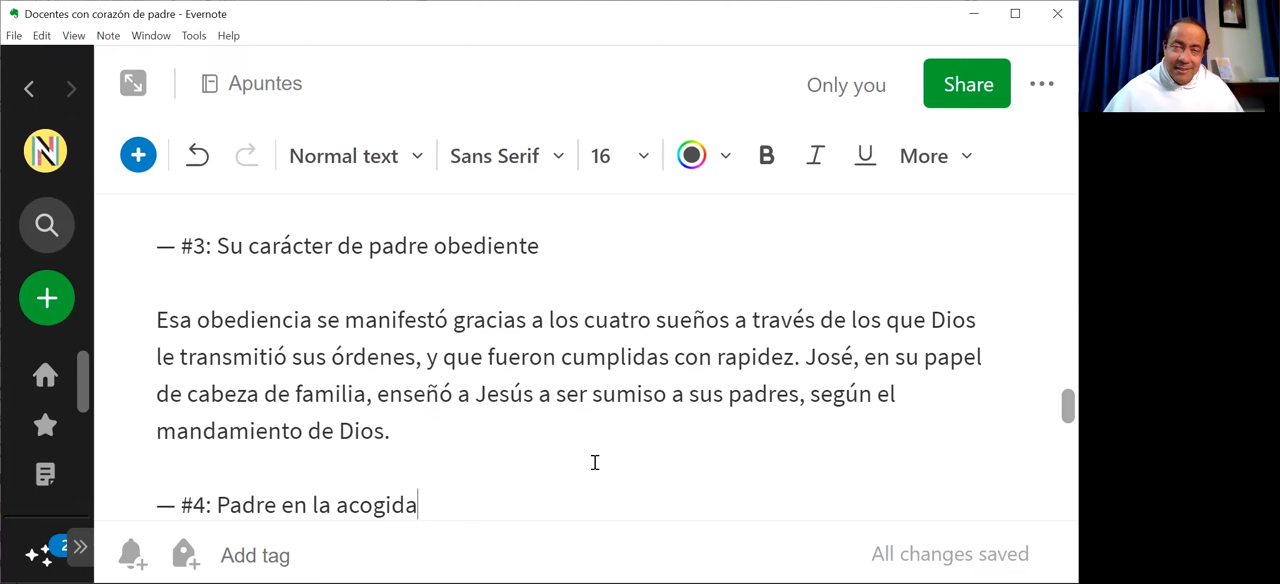 Docentes con corazón de padre - Evernote
File Edit View Note Window Tools Help
Apuntes
Only you
Share
Normal text
Sans Serif
16
B I U
More
— #3: Su carácter de padre obediente
Esa obediencia se manifestó gracias a los cuatro sueños a través de los que Dios
le transmitió sus órdenes, y que fueron cumplidas con rapidez. José, en su papel
de cabeza de familia, enseñó a Jesús a ser sumiso a sus padres, según el
mandamiento de Dios.
— #4: Padre en la acogida
2
Add tag
All changes saved